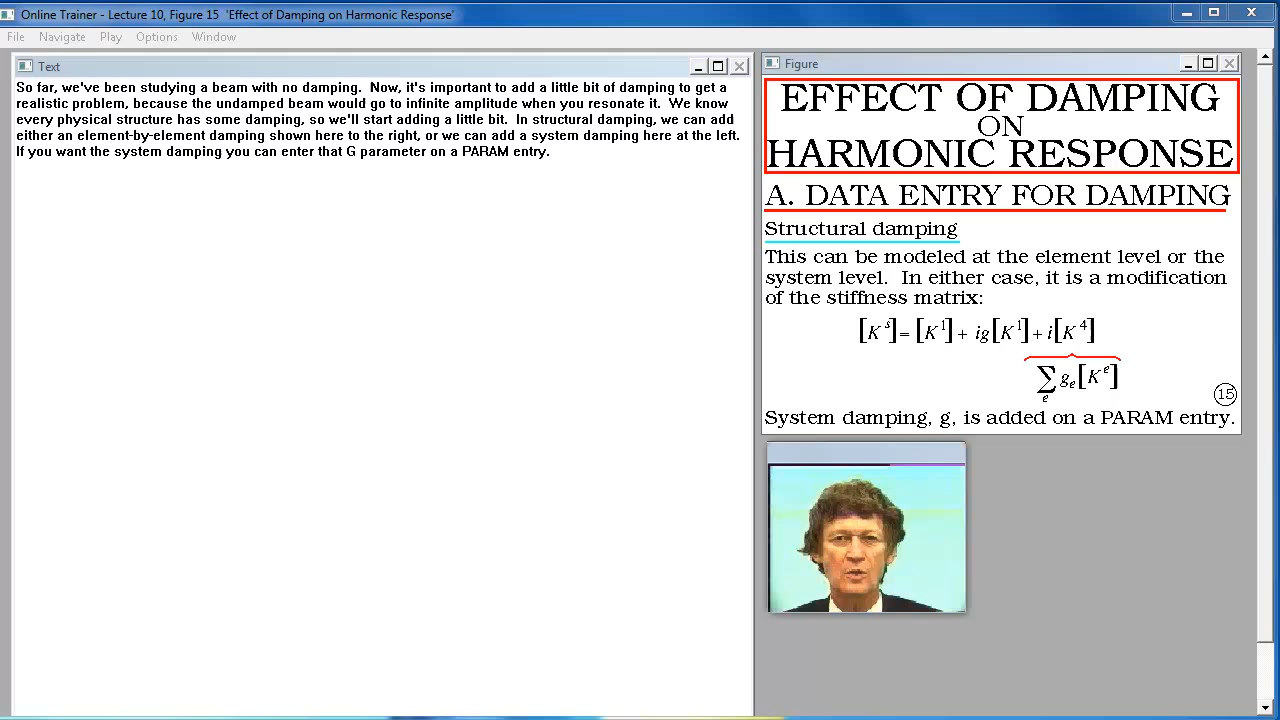 Online Trainer - Lecture 10, Figure 15  'Effect of Damping on Harmonic Response'
File Navigate Play Options Window
Text
So far, we've been studying a beam with no damping.  Now, it's important to add a little bit of damping to get a
realistic problem, because the undamped beam would go to infinite amplitude when you resonate it.  We know
every physical structure has some damping, so we'll start adding a little bit.  In structural damping, we can add
either an element-by-element damping shown here to the right, or we can add a system damping here at the left.
If you want the system damping you can enter that G parameter on a PARAM entry.
Figure
EFFECT OF DAMPING
ON
HARMONIC RESPONSE
A. DATA ENTRY FOR DAMPING
Structural damping
This can be modeled at the element level or the
system level.  In either case, it is a modification
of the stiffness matrix:
[K^s] = [K^1] + ig[K^1] + i[K^4]
∑_e g_e[K^e]
15
System damping, g, is added on a PARAM entry.